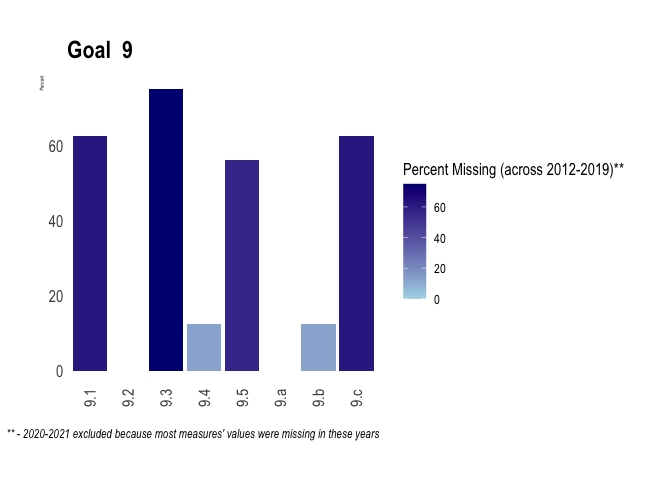 Goal 9
Percent
60
40
20
0
9.1
9.2
9.3
9.4
9.5
9.a
9.b
9.c
Percent Missing (across 2012-2019)**
60
40
20
0
** - 2020-2021 excluded because most measures' values were missing in these years